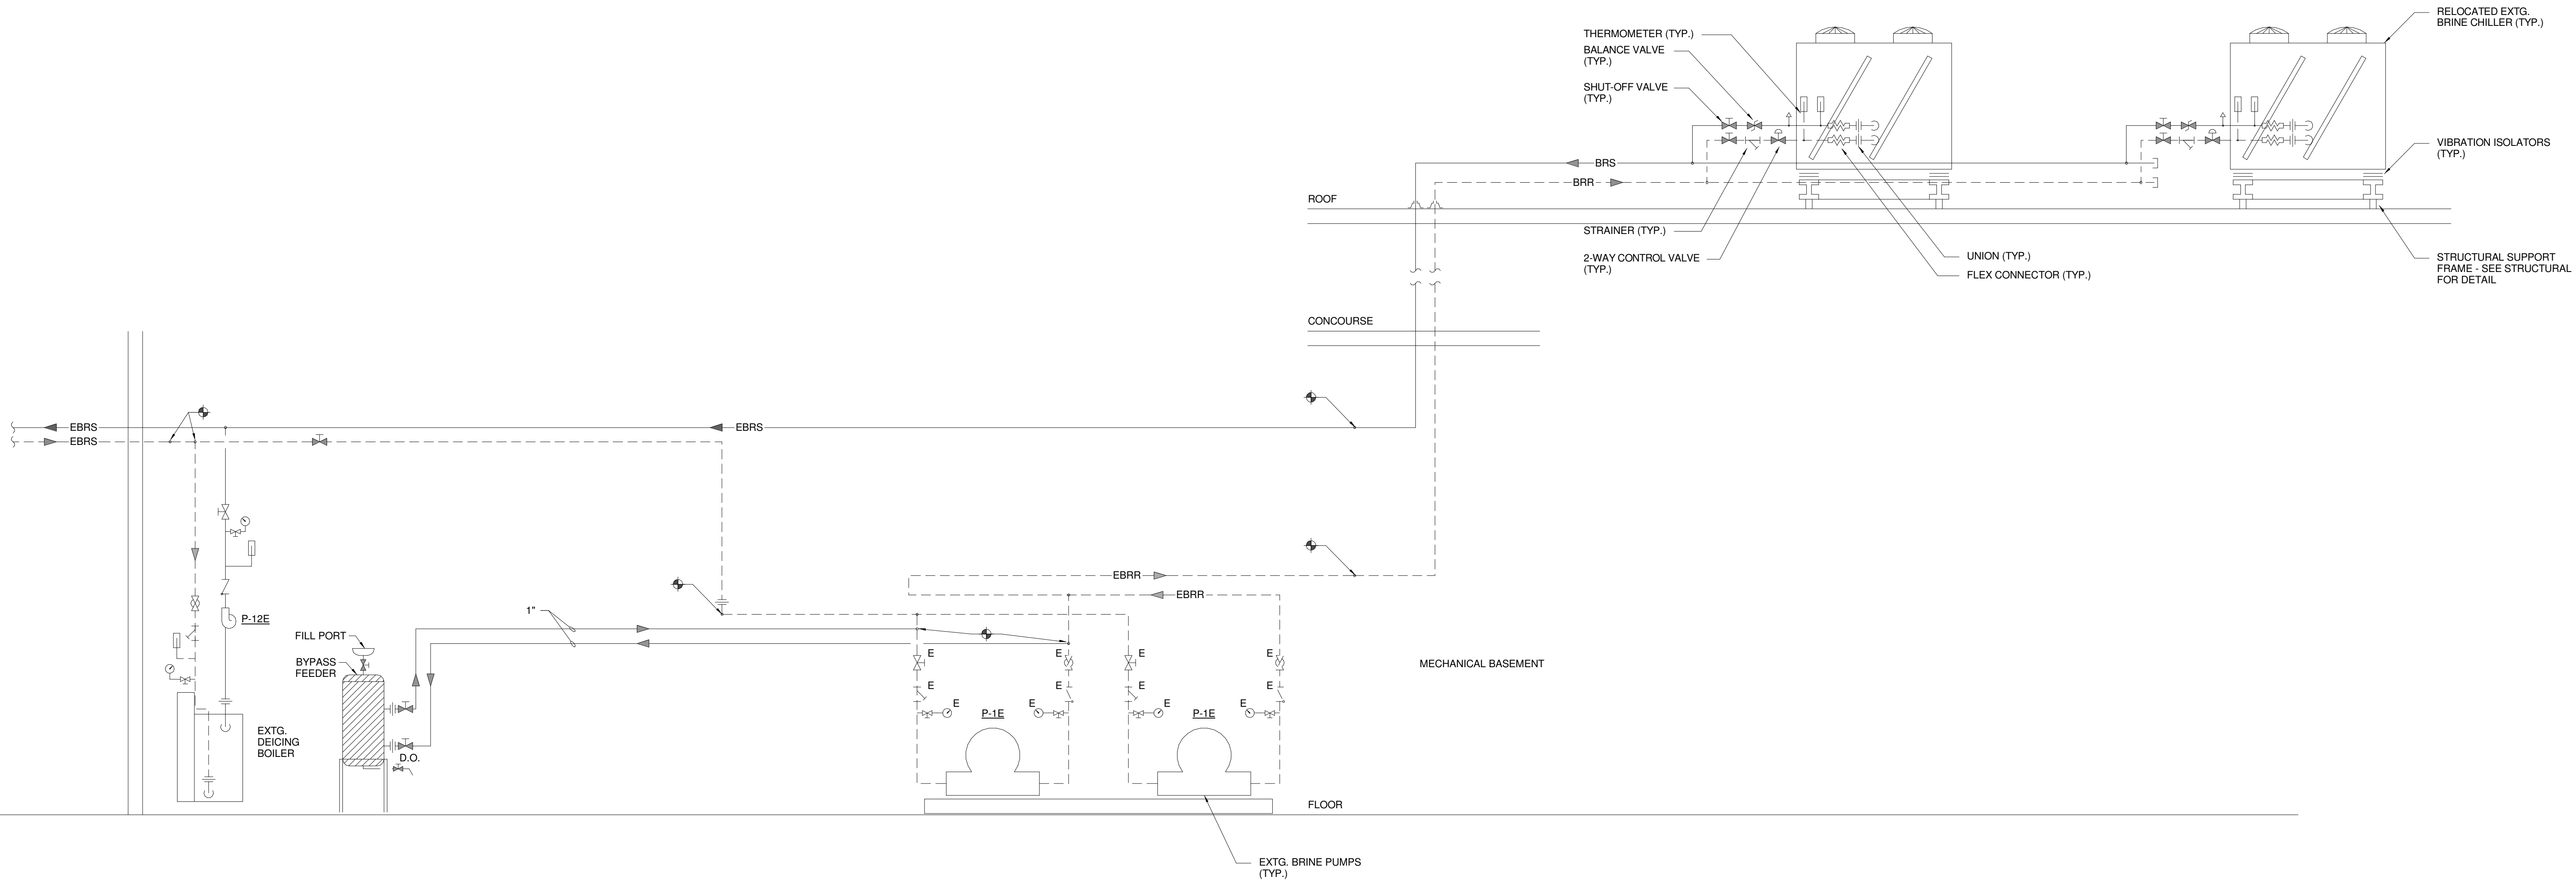 RELOCATED EXTG.
BRINE CHILLER (TYP.)
THERMOMETER (TYP.)
BALANCE VALVE
(TYP.)
SHUT-OFF VALVE
(TYP.)
VIBRATION ISOLATORS
(TYP.)
BRS
BRR
ROOF
STRAINER (TYP.)
2-WAY CONTROL VALVE
(TYP.)
UNION (TYP.)
FLEX CONNECTOR (TYP.)
STRUCTURAL SUPPORT
FRAME - SEE STRUCTURAL
FOR DETAIL
CONCOURSE
EBRS
EBRS
EBRS
EBRR
EBRR
1"
P-12E
FILL PORT
BYPASS
FEEDER
E
E
E
E
MECHANICAL BASEMENT
E
E
E
E
E
E
E
E
P-1E
P-1E
EXTG.
DEICING
BOILER
D.O.
FLOOR
EXTG. BRINE PUMPS
(TYP.)